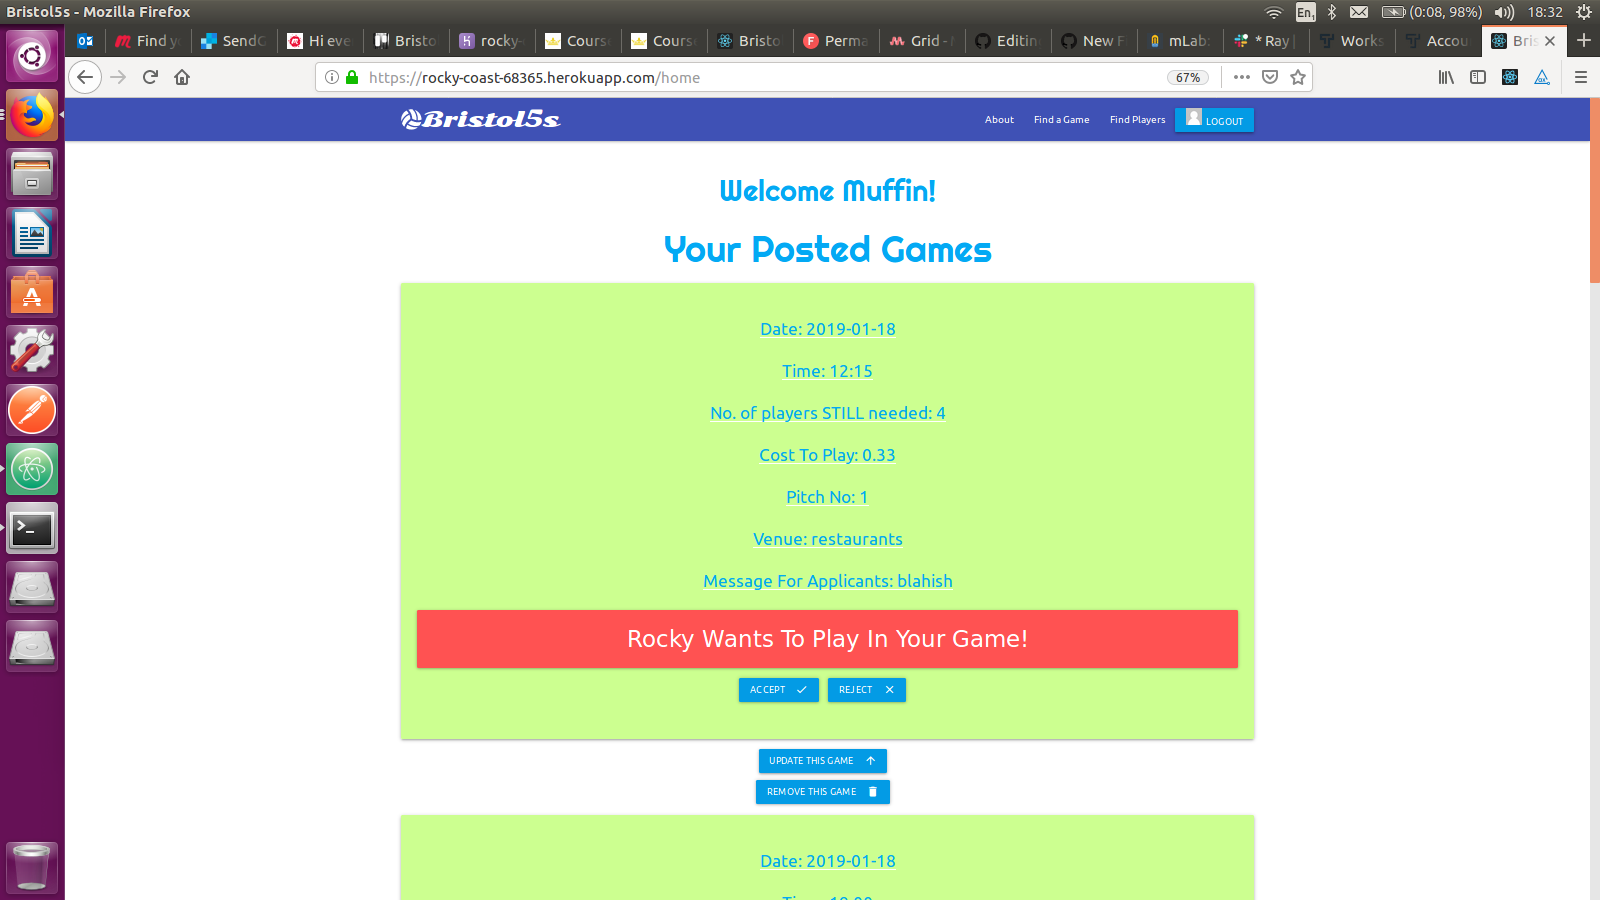 Bristol5s - Mozilla Firefox
En1
(0:08, 98%)
18:32
Find y
SendG
Hi eve
Bristo
rocky-
Cours
Cours
Bristo
Perma
Grid -
Editin
New F
mLab:
* Ray
Works
Accou
Bris
https://rocky-coast-68365.herokuapp.com/home
67%
Bristol5s
About
Find a Game
Find Players
LOGOUT
Welcome Muffin!
Your Posted Games
Date: 2019-01-18
Time: 12:15
No. of players STILL needed: 4
Cost To Play: 0.33
Pitch No: 1
Venue: restaurants
Message For Applicants: blahish
Rocky Wants To Play In Your Game!
ACCEPT
REJECT
UPDATE THIS GAME
REMOVE THIS GAME
Date: 2019-01-18